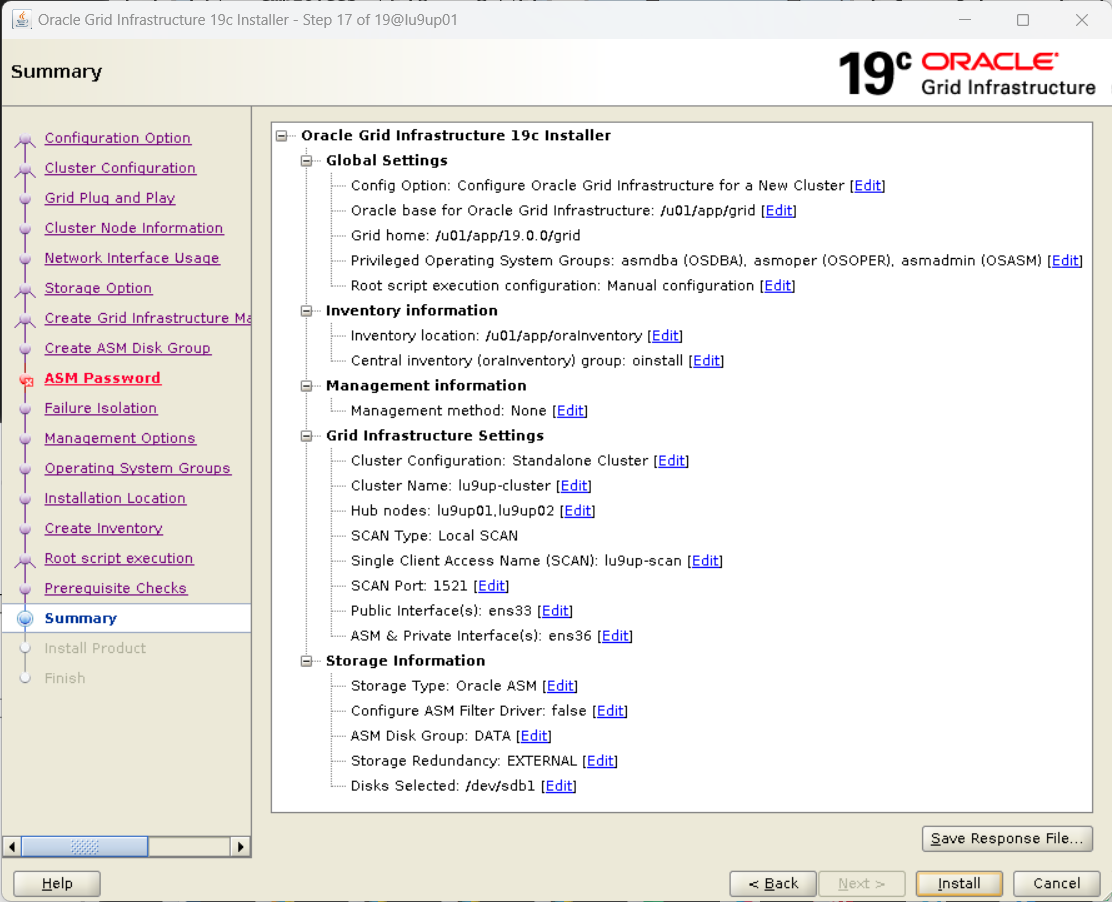 Oracle Grid Infrastructure 19c Installer - Step 17 of 19@lu9up01
Summary
19c ORACLE
Grid Infrastructure
Configuration Option
Cluster Configuration
Grid Plug and Play
Cluster Node Information
Network Interface Usage
Storage Option
Create Grid Infrastructure Ma
Create ASM Disk Group
ASM Password
Failure Isolation
Management Options
Operating System Groups
Installation Location
Create Inventory
Root script execution
Prerequisite Checks
Summary
Install Product
Finish
Oracle Grid Infrastructure 19c Installer
Global Settings
Config Option: Configure Oracle Grid Infrastructure for a New Cluster [Edit]
Oracle base for Oracle Grid Infrastructure: /u01/app/grid [Edit]
Grid home: /u01/app/19.0.0/grid
Privileged Operating System Groups: asmdba (OSDBA), asmoper (OSOPER), asmadmin (OSASM) [Edit]
Root script execution configuration: Manual configuration [Edit]
Inventory information
Inventory location: /u01/app/oraInventory [Edit]
Central inventory (oraInventory) group: oinstall [Edit]
Management information
Management method: None [Edit]
Grid Infrastructure Settings
Cluster Configuration: Standalone Cluster [Edit]
Cluster Name: lu9up-cluster [Edit]
Hub nodes: lu9up01,lu9up02 [Edit]
SCAN Type: Local SCAN
Single Client Access Name (SCAN): lu9up-scan [Edit]
SCAN Port: 1521 [Edit]
Public Interface(s): ens33 [Edit]
ASM & Private Interface(s): ens36 [Edit]
Storage Information
Storage Type: Oracle ASM [Edit]
Configure ASM Filter Driver: false [Edit]
ASM Disk Group: DATA [Edit]
Storage Redundancy: EXTERNAL [Edit]
Disks Selected: /dev/sdb1 [Edit]
Save Response File...
Help
< Back
Next >
Install
Cancel